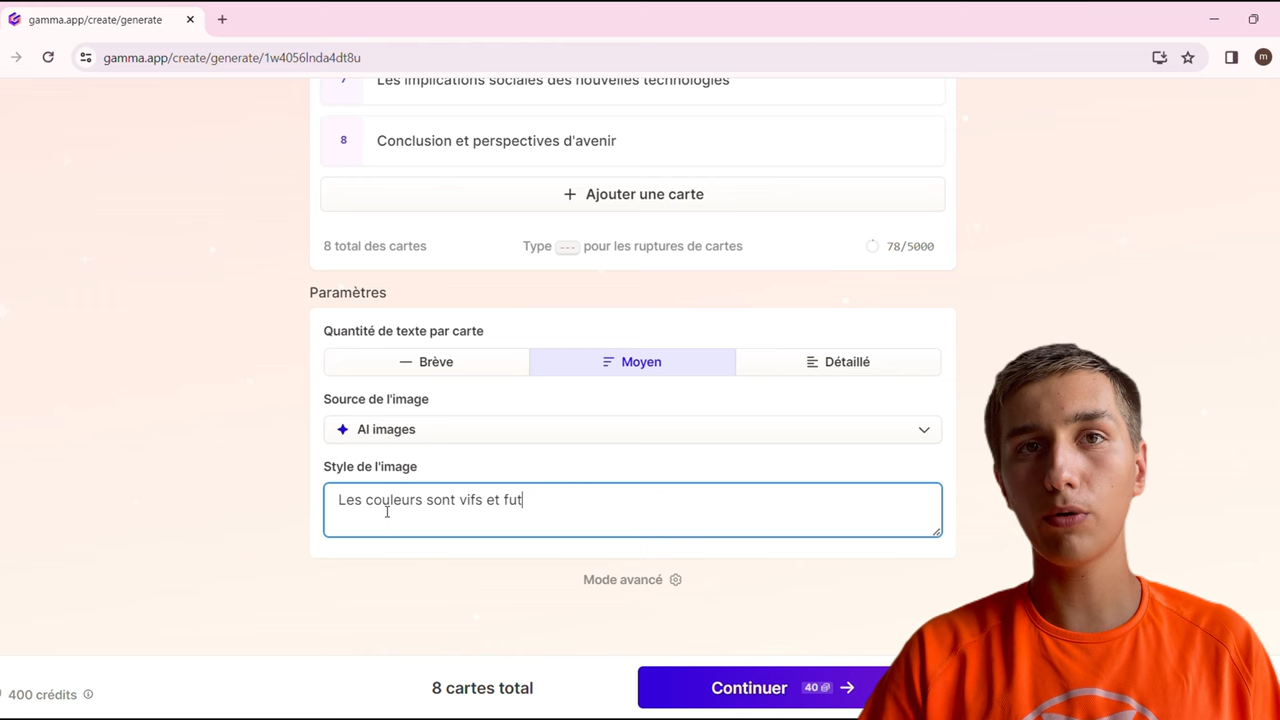 gamma.app/create/generate
gamma.app/create/generate/1w4056lnda4dt8u
m
7 Les implications sociales des nouvelles technologies
8 Conclusion et perspectives d'avenir
+ Ajouter une carte
8 total des cartes Type --- pour les ruptures de cartes 78/5000
Paramètres
Quantité de texte par carte
Brève Moyen Détaillé
Source de l'image
AI images
Style de l'image
Les couleurs sont vifs et fut
Mode avancé
400 crédits 8 cartes total Continuer 40